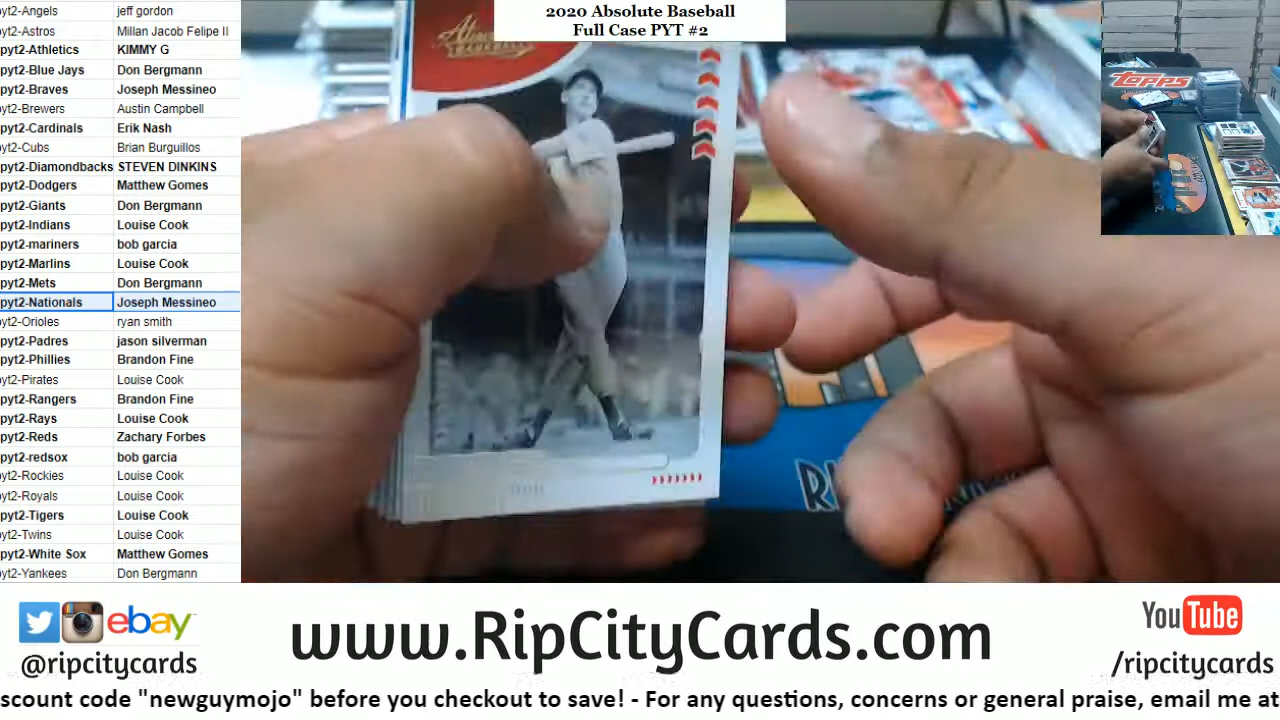 2020 Absolute Baseball
Full Case PYT #2
pyt2-Angels jeff gordon
pyt2-Astros Millan Jacob Felipe II
pyt2-Athletics KIMMY G
pyt2-Blue Jays Don Bergmann
pyt2-Braves Joseph Messineo
pyt2-Brewers Austin Campbell
pyt2-Cardinals Erik Nash
pyt2-Cubs Brian Burguillos
pyt2-Diamondbacks STEVEN DINKINS
pyt2-Dodgers Matthew Gomes
pyt2-Giants Don Bergmann
pyt2-Indians Louise Cook
pyt2-mariners bob garcia
pyt2-Marlins Louise Cook
pyt2-Mets Don Bergmann
pyt2-Nationals Joseph Messineo
pyt2-Orioles ryan smith
pyt2-Padres jason silverman
pyt2-Phillies Brandon Fine
pyt2-Pirates Louise Cook
pyt2-Rangers Brandon Fine
pyt2-Rays Louise Cook
pyt2-Reds Zachary Forbes
pyt2-redsox bob garcia
pyt2-Rockies Louise Cook
pyt2-Royals Louise Cook
pyt2-Tigers Louise Cook
pyt2-Twins Louise Cook
pyt2-White Sox Matthew Gomes
pyt2-Yankees Don Bergmann
BASEBALL
TOPPS
ebay
@ripcitycards
www.RipCityCards.com
YouTube
/ripcitycards
scount code "newguymojo" before you checkout to save! - For any questions, concerns or general praise, email me at